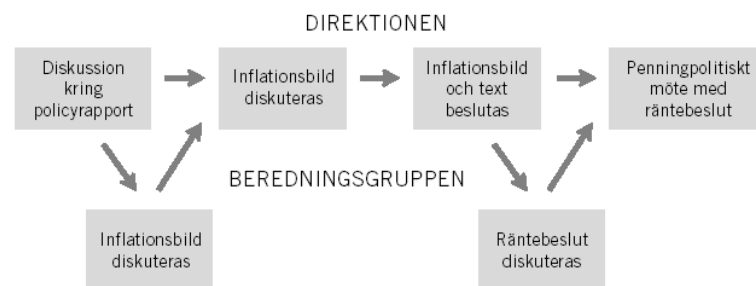 DIREKTIONEN
Diskussion
kring
policyrapport
Inflationsbild
diskuteras
Inflationsbild
och text
beslutas
Penningpolitiskt
möte med
räntebeslut
BEREDNINGSGRUPPEN
Inflationsbild
diskuteras
Räntebeslut
diskuteras